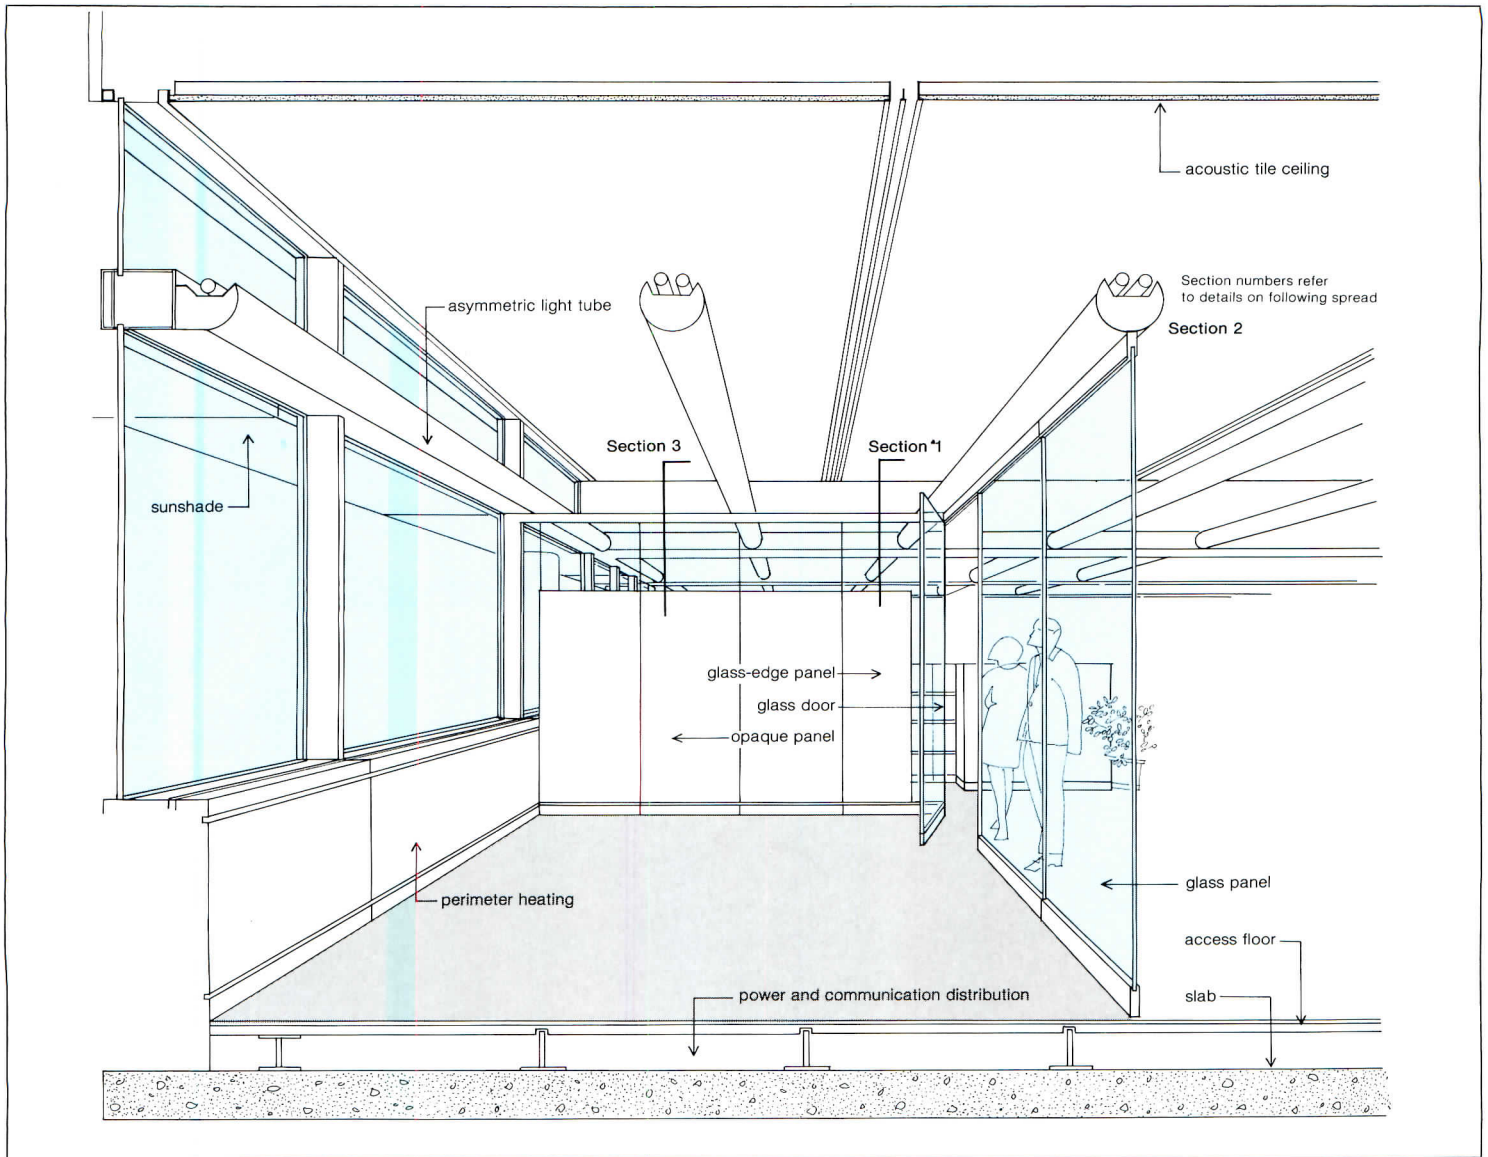 acoustic tile ceiling
Section numbers refer
to details on following spread
asymmetric light tube
Section 2
Section 3
Section 1
sunshade
glass-edge panel
glass door
opaque panel
glass panel
perimeter heating
access floor
power and communication distribution
slab